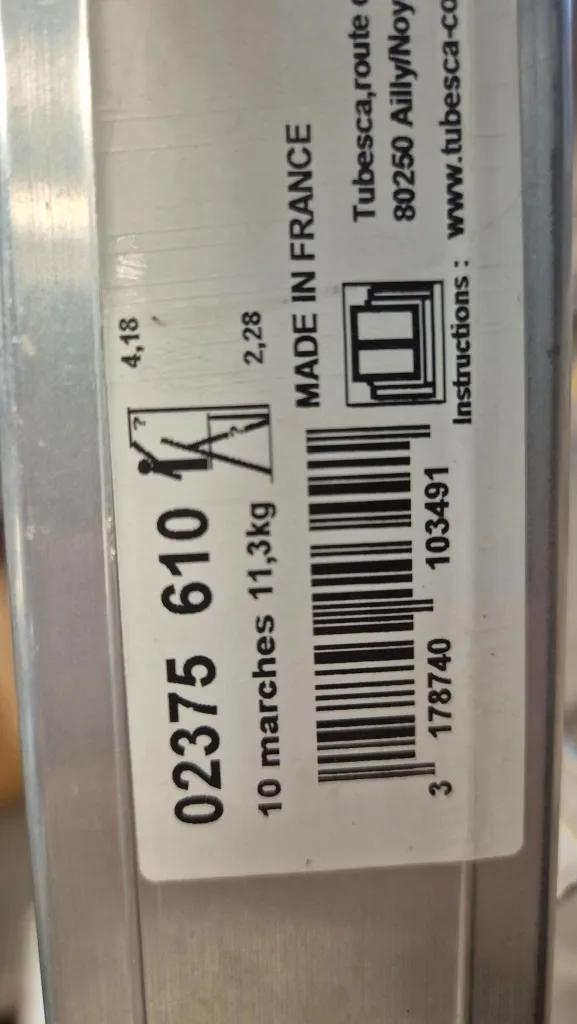 02375 610
4,18
10 marches 11,3kg
2,28
MADE IN FRANCE
3 178740 103491
Tubesca,route
80250 Ailly/Noy
Instructions : www.tubesca-co